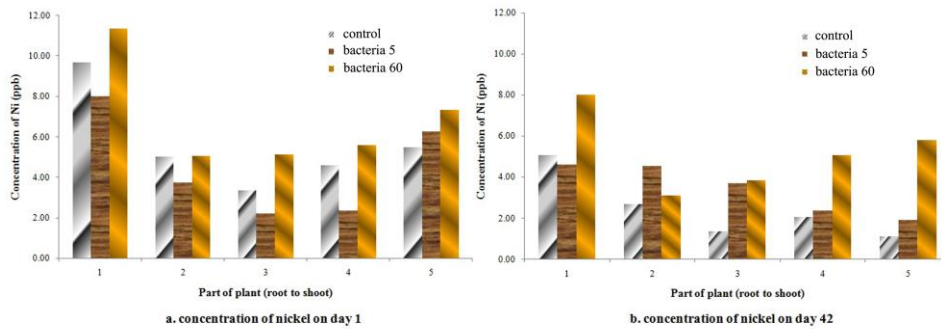 12.00
10.00
8.00
6.00
4.00
2.00
0.00
Concentration of Ni (ppb)
control
bacteria 5
bacteria 60
1 2 3 4 5
Part of plant (root to shoot)
a. concentration of nickel on day 1
12.00
10.00
8.00
6.00
4.00
2.00
0.00
Concentration of Ni (ppb)
control
bacteria 5
bacteria 60
1 2 3 4 5
Part of plant (root to shoot)
b. concentration of nickel on day 42